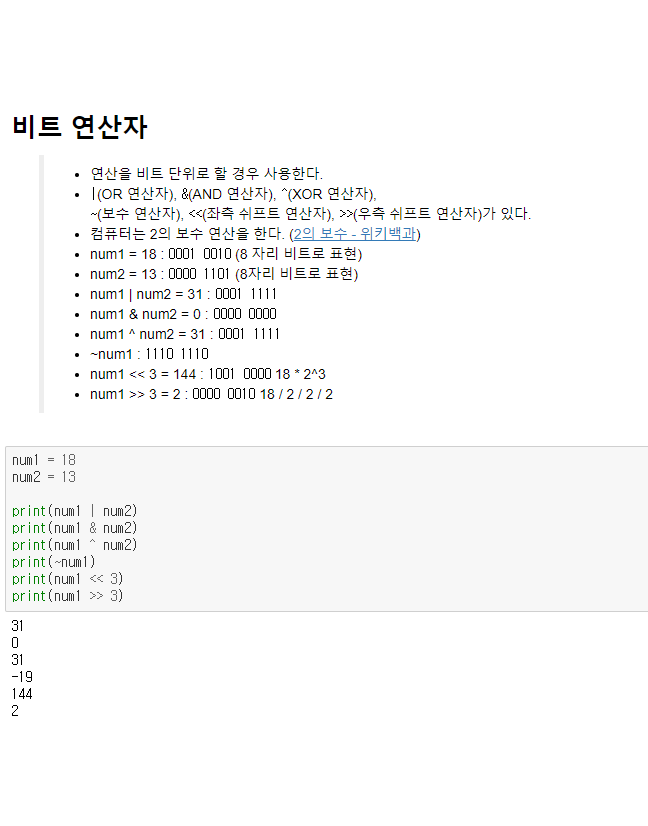 비트 연산자
연산을 비트 단위로 할 경우 사용한다.
|(OR 연산자), &(AND 연산자), ^(XOR 연산자),
~(보수 연산자), <<(좌측 쉬프트 연산자), >>(우측 쉬프트 연산자)가 있다.
컴퓨터는 2의 보수 연산을 한다. (2의 보수 - 위키백과)
num1 = 18 : 0001 0010 (8 자리 비트로 표현)
num2 = 13 : 0000 1101 (8자리 비트로 표현)
num1 | num2 = 31 : 0001 1111
num1 & num2 = 0 : 0000 0000
num1 ^ num2 = 31 : 0001 1111
~num1 : 1110 1110
num1 << 3 = 144 : 1001 0000 18 * 2^3
num1 >> 3 = 2 : 0000 0010 18 / 2 / 2 / 2
num1 = 18
num2 = 13
print(num1 | num2)
print(num1 & num2)
print(num1 ^ num2)
print(~num1)
print(num1 << 3)
print(num1 >> 3)
31
0
31
-19
144
2